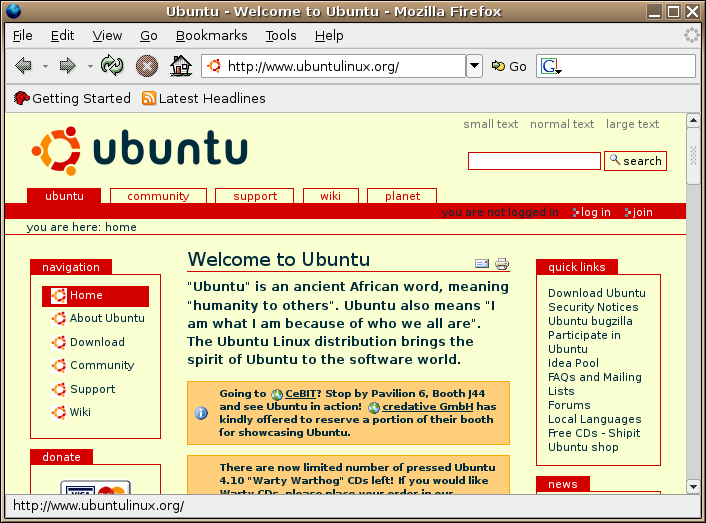 Ubuntu - Welcome to Ubuntu - Mozilla Firefox
File Edit View Go Bookmarks Tools Help
http://www.ubuntulinux.org/ Go G
Getting Started Latest Headlines
small text normal text large text
ubuntu
search
ubuntu community support wiki planet
you are not logged in log in join
you are here: home
navigation
Home
About Ubuntu
Download
Community
Support
Wiki
donate
VISA
Welcome to Ubuntu
"Ubuntu" is an ancient African word, meaning
"humanity to others". Ubuntu also means "I
am what I am because of who we all are".
The Ubuntu Linux distribution brings the
spirit of Ubuntu to the software world.
Going to CeBIT? Stop by Pavilion 6, Booth J44
and see Ubuntu in action! credative GmbH has
kindly offered to reserve a portion of their booth
for showcasing Ubuntu.
There are now limited number of pressed Ubuntu
4.10 "Warty Warthog" CDs left! If you would like
Warty CDs, please place your order in our
quick links
Download Ubuntu
Security Notices
Ubuntu bugzilla
Participate in
Ubuntu
Idea Pool
FAQs and Mailing
Lists
Forums
Local Languages
Free CDs - Shipit
Ubuntu shop
news
http://www.ubuntulinux.org/